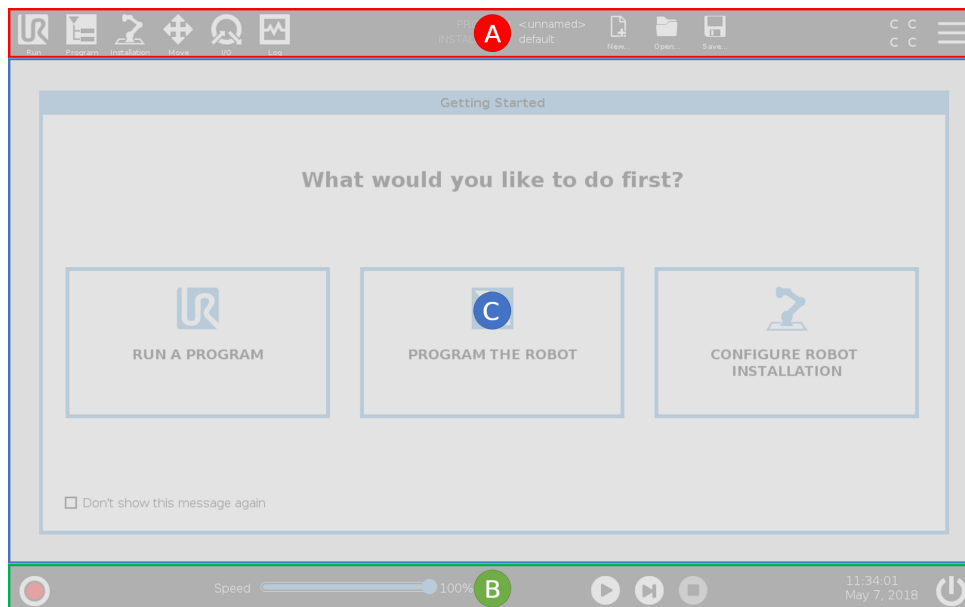 <unnamed>
A
default
Run Program Installation Move I/O Log
New... Open... Save...
C C
C C
Getting Started
What would you like to do first?
C
RUN A PROGRAM
PROGRAM THE ROBOT
CONFIGURE ROBOT
INSTALLATION
Don't show this message again
Speed 100%
B
11:34:01
May 7, 2018